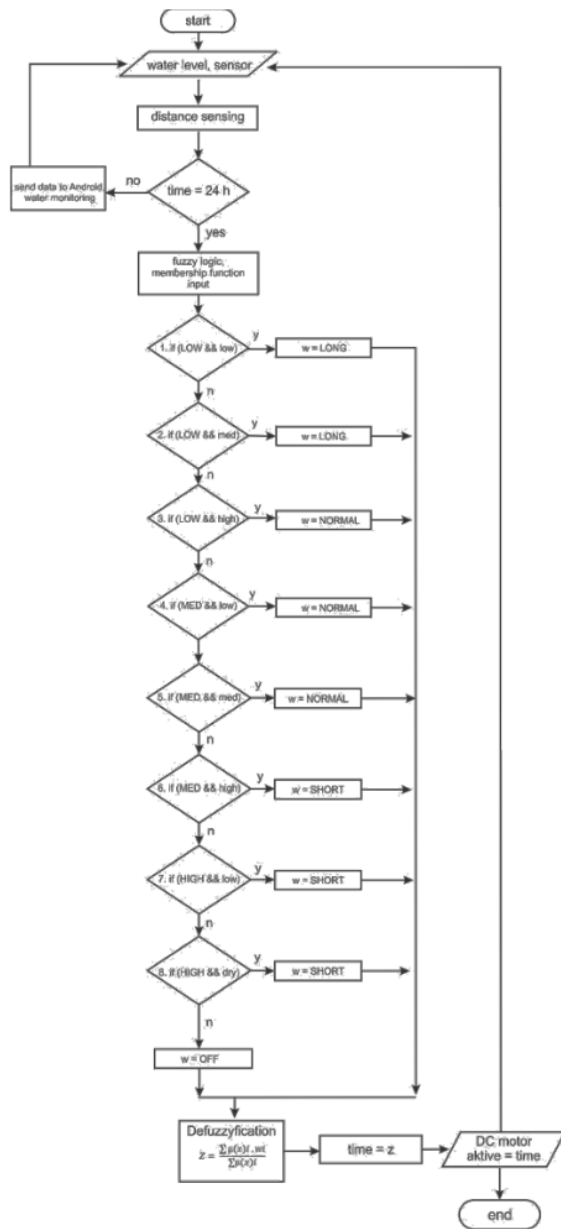 start
water level, sensor
distance sensing
time = 24 h
no
send data to Android,
water monitoring
yes
fuzzy logic,
membership function
input
1. if (LOW && low)
y
w = LONG
n
2. if (LOW && med)
y
w = LONG
n
3. if (LOW && high)
y
w = NORMAL
n
4. if (MED && low)
y
w = NORMAL
5. if (MED && med)
y
w = NORMAL
n
6. if (MED && high)
y
w = SHORT
n
7. if (HIGH && low)
y
w = SHORT
n
8. if (HIGH && dry)
y
w = SHORT
n
w = OFF
Defuzzyfication
z = ∑ μ(x)i . wi / ∑ μ(x)i
time = z
DC motor
aktive = time
end